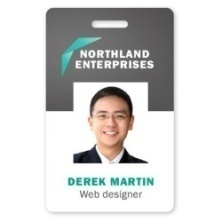 NORTHLAND
ENTERPRISES
DEREK MARTIN
Web designer